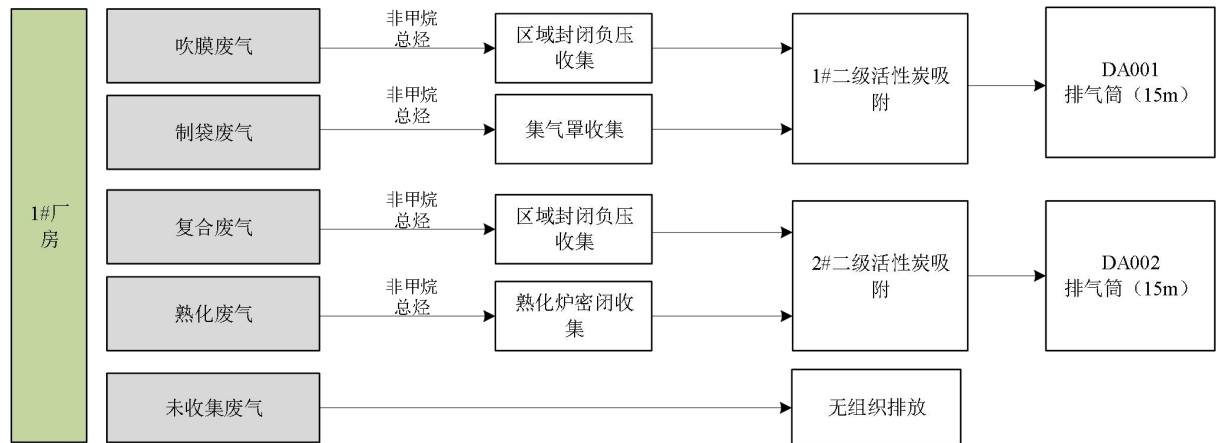 1#厂
房
吹膜废气
非甲烷
总烃
区域封闭负压
收集
制袋废气
非甲烷
总烃
集气罩收集
1#二级活性炭吸
附
DA001
排气筒（15m）
复合废气
非甲烷
总烃
区域封闭负压
收集
熟化废气
非甲烷
总烃
熟化炉密闭收
集
2#二级活性炭吸
附
DA002
排气筒（15m）
未收集废气
无组织排放